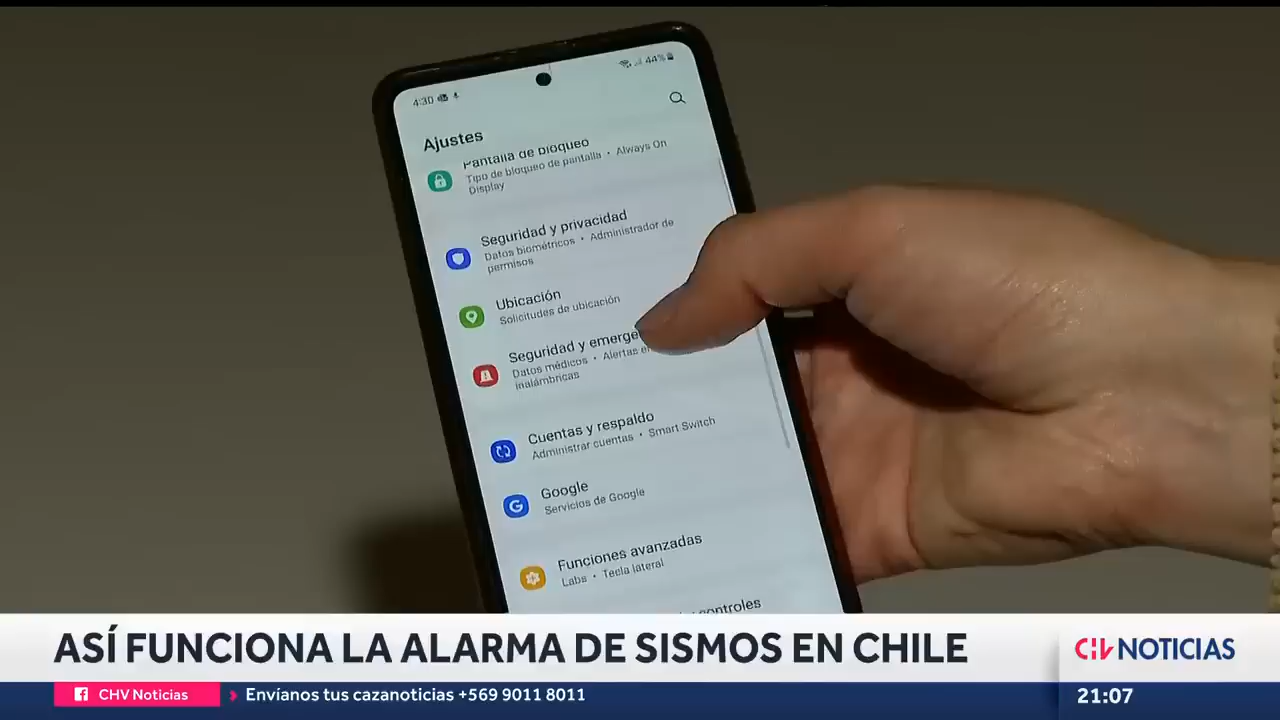 4:30
44%
Ajustes
Pantalla de bloqueo
Tipo de bloqueo de pantalla • Always On
Display
Seguridad y privacidad
Datos biométricos • Administrador de
permisos
Ubicación
Solicitudes de ubicación
Seguridad y emerge
Datos médicos • Alertas
inalámbricas
Cuentas y respaldo
Administrar cuentas • Smart Switch
Google
Servicios de Google
Funciones avanzadas
Labs • Tecla lateral
controles
ASÍ FUNCIONA LA ALARMA DE SISMOS EN CHILE
CHV NOTICIAS
CHV Noticias
Envíanos tus cazanoticias +569 9011 8011
21:07